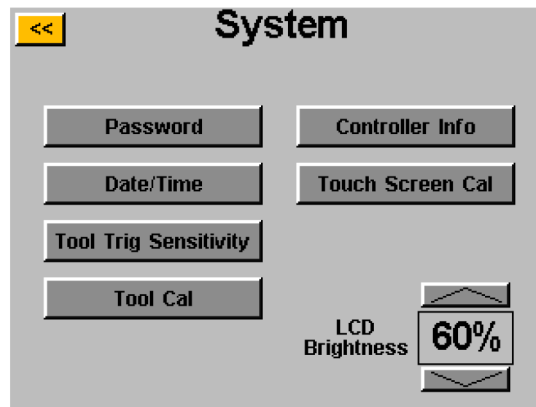 <<
System
Password
Controller Info
Date/Time
Touch Screen Cal
Tool Trig Sensitivity
Tool Cal
LCD
Brightness
60%